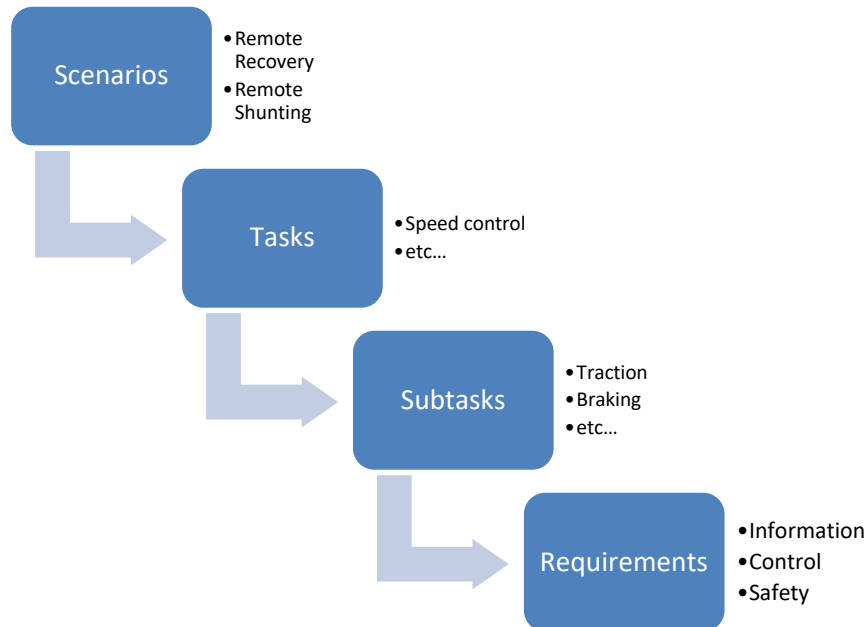 Scenarios
•Remote
Recovery
•Remote
Shunting
Tasks
•Speed control
•etc...
Subtasks
•Traction
•Braking
•etc...
Requirements
•Information
•Control
•Safety